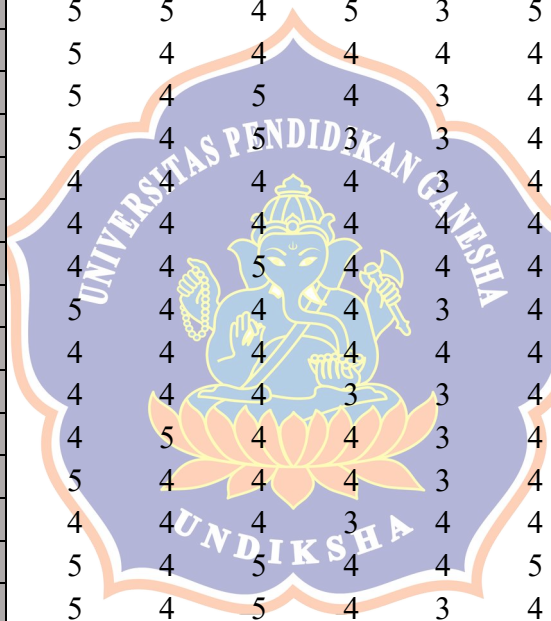 5 5 4 5 3 5
5 4 4 4 4 4
5 4 5 4 3 4
5 4 5 3 3 4
4 4 4 4 3 4
4 4 4 4 4 4
4 4 5 4 4 4
5 4 4 4 3 4
4 4 4 4 4 4
4 4 4 3 3 4
4 5 4 4 3 4
5 4 4 4 3 4
4 4 4 3 4 4
5 4 5 4 4 5
5 4 5 4 3 4
UNIVERSITAS PENDIDIKAN GANESHA
UNDIKSHA